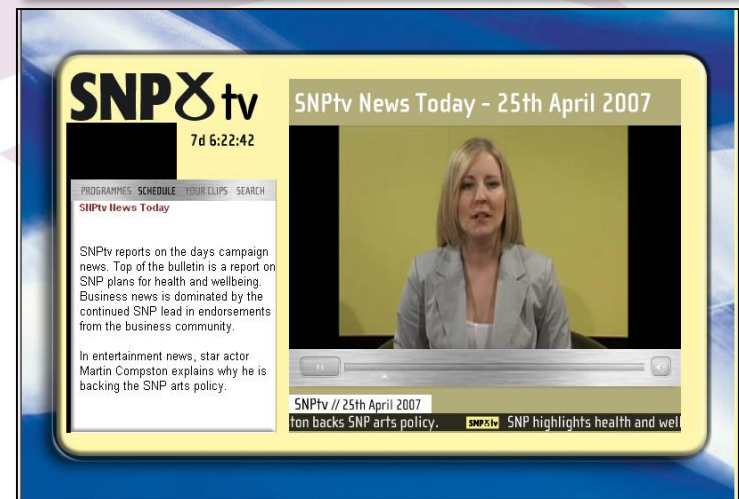 SNP tv
7d 6:22:42
PROGRAMMES SCHEDULE YOUR CLIPS SEARCH
SNPtv News Today
SNPtv reports on the days campaign
news. Top of the bulletin is a report on
SNP plans for health and wellbeing.
Business news is dominated by the
continued SNP lead in endorsements
from the business community.
In entertainment news, star actor
Martin Compston explains why he is
backing the SNP arts policy.
SNPtv News Today - 25th April 2007
SNPtv // 25th April 2007
ton backs SNP arts policy. SNP tv SNP highlights health and well